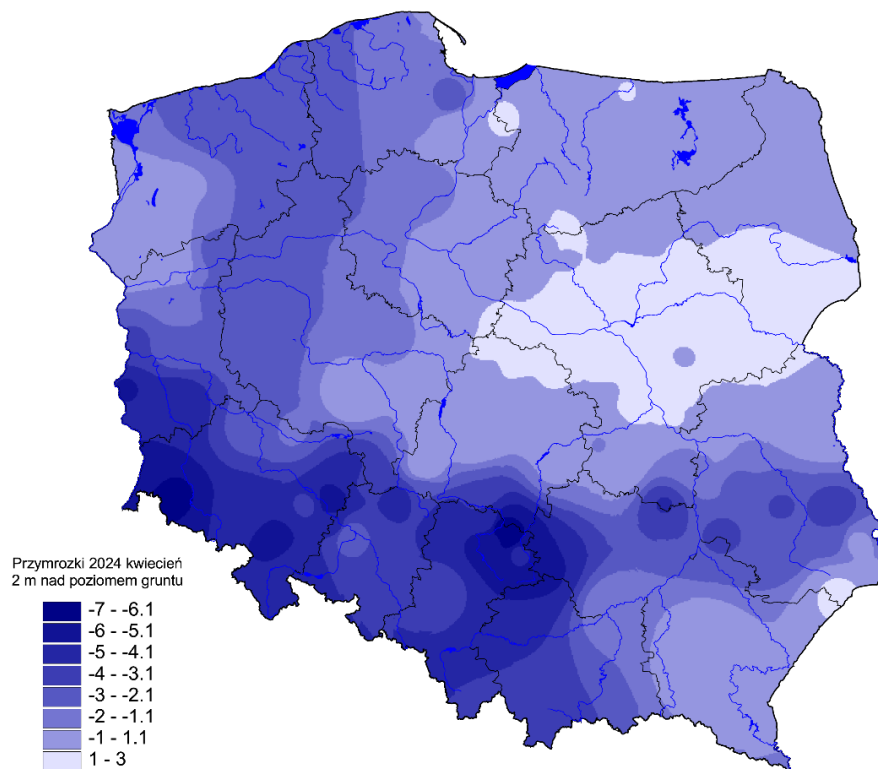 Przymrozki 2024 kwiecień
2 m nad poziomem gruntu
-7 - -6.1
-6 - -5.1
-5 - -4.1
-4 - -3.1
-3 - -2.1
-2 - -1.1
-1 - 1.1
1 - 3